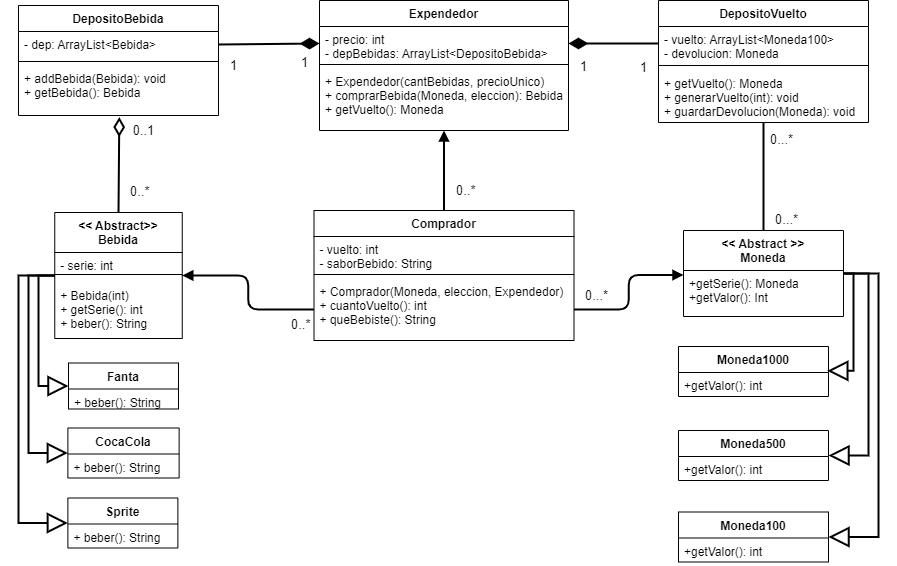 DepositoBebida
- dep: ArrayList<Bebida>
+ addBebida(Bebida): void
+ getBebida(): Bebida
Expendedor
- precio: int
- depBebidas: ArrayList<DepositoBebida>
+ Expendedor(cantBebidas, precioUnico)
+ comprarBebida(Moneda, eleccion): Bebida
+ getVuelto(): Moneda
DepositoVuelto
- vuelto: ArrayList<Moneda100>
- devolucion: Moneda
+ getVuelto(): Moneda
+ generarVuelto(int): void
+ guardarDevolucion(Moneda): void
1
1
1
1
0..1
0..*
0..*
0..*
0..*
<< Abstract>>
Bebida
- serie: int
+ Bebida(int)
+ getSerie(): int
+ beber(): String
Comprador
- vuelto: int
- saborBebido: String
+ Comprador(Moneda, eleccion, Expendedor)
+ cuantoVuelto(): int
+ queBebiste(): String
<< Abstract >>
Moneda
+getSerie(): Moneda
+getValor(): Int
0..*
0..*
Fanta
+ beber(): String
CocaCola
+ beber(): String
Sprite
+ beber(): String
Moneda1000
+getValor(): int
Moneda500
+getValor(): int
Moneda100
+getValor(): int